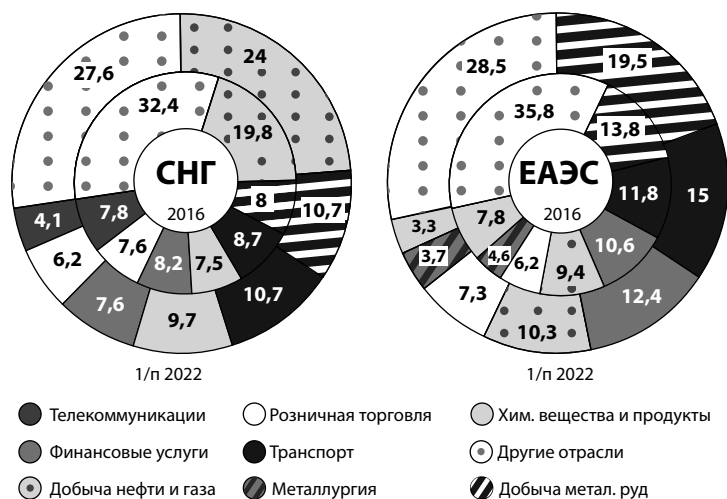 27,6
24
32,4
19,8
СНГ
2016
8
10,7
4,1
7,8
8,7
6,2
7,6
8,2
7,5
10,7
7,6
9,7
1/п 2022
28,5
19,5
35,8
13,8
ЕАЭС
2016
11,8
15
3,3
7,8
10,6
3,7
4,6
6,2
9,4
7,3
12,4
10,3
1/п 2022
Телекоммуникации
Розничная торговля
Хим. вещества и продукты
Финансовые услуги
Транспорт
Другие отрасли
Добыча нефти и газа
Металлургия
Добыча метал. руд